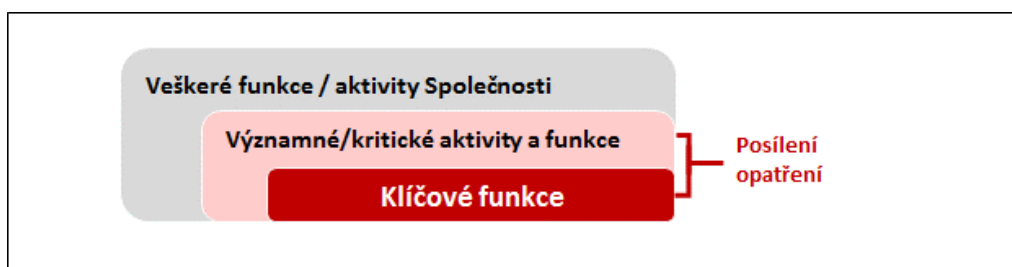 Veškeré funkce / aktivity Společnosti
Významné/kritické aktivity a funkce
Klíčové funkce
Posílení
opatření